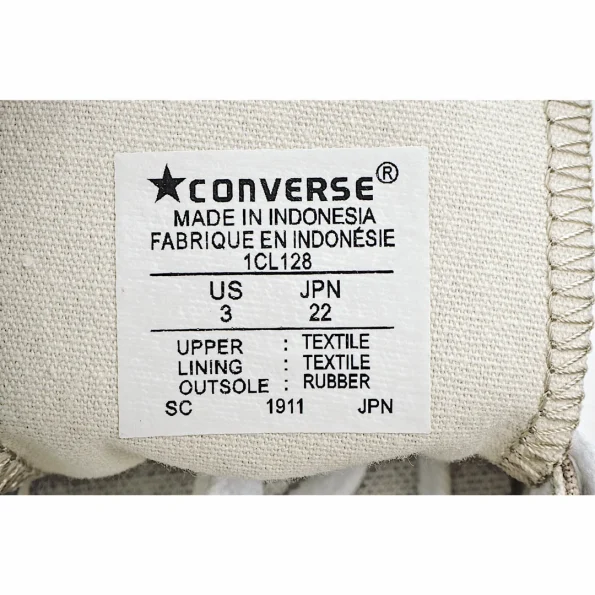 ★CONVERSE®
MADE IN INDONESIA
FABRIQUE EN INDONÉSIE
1CL128
US JPN
3 22
UPPER : TEXTILE
LINING : TEXTILE
OUTSOLE : RUBBER
SC 1911 JPN